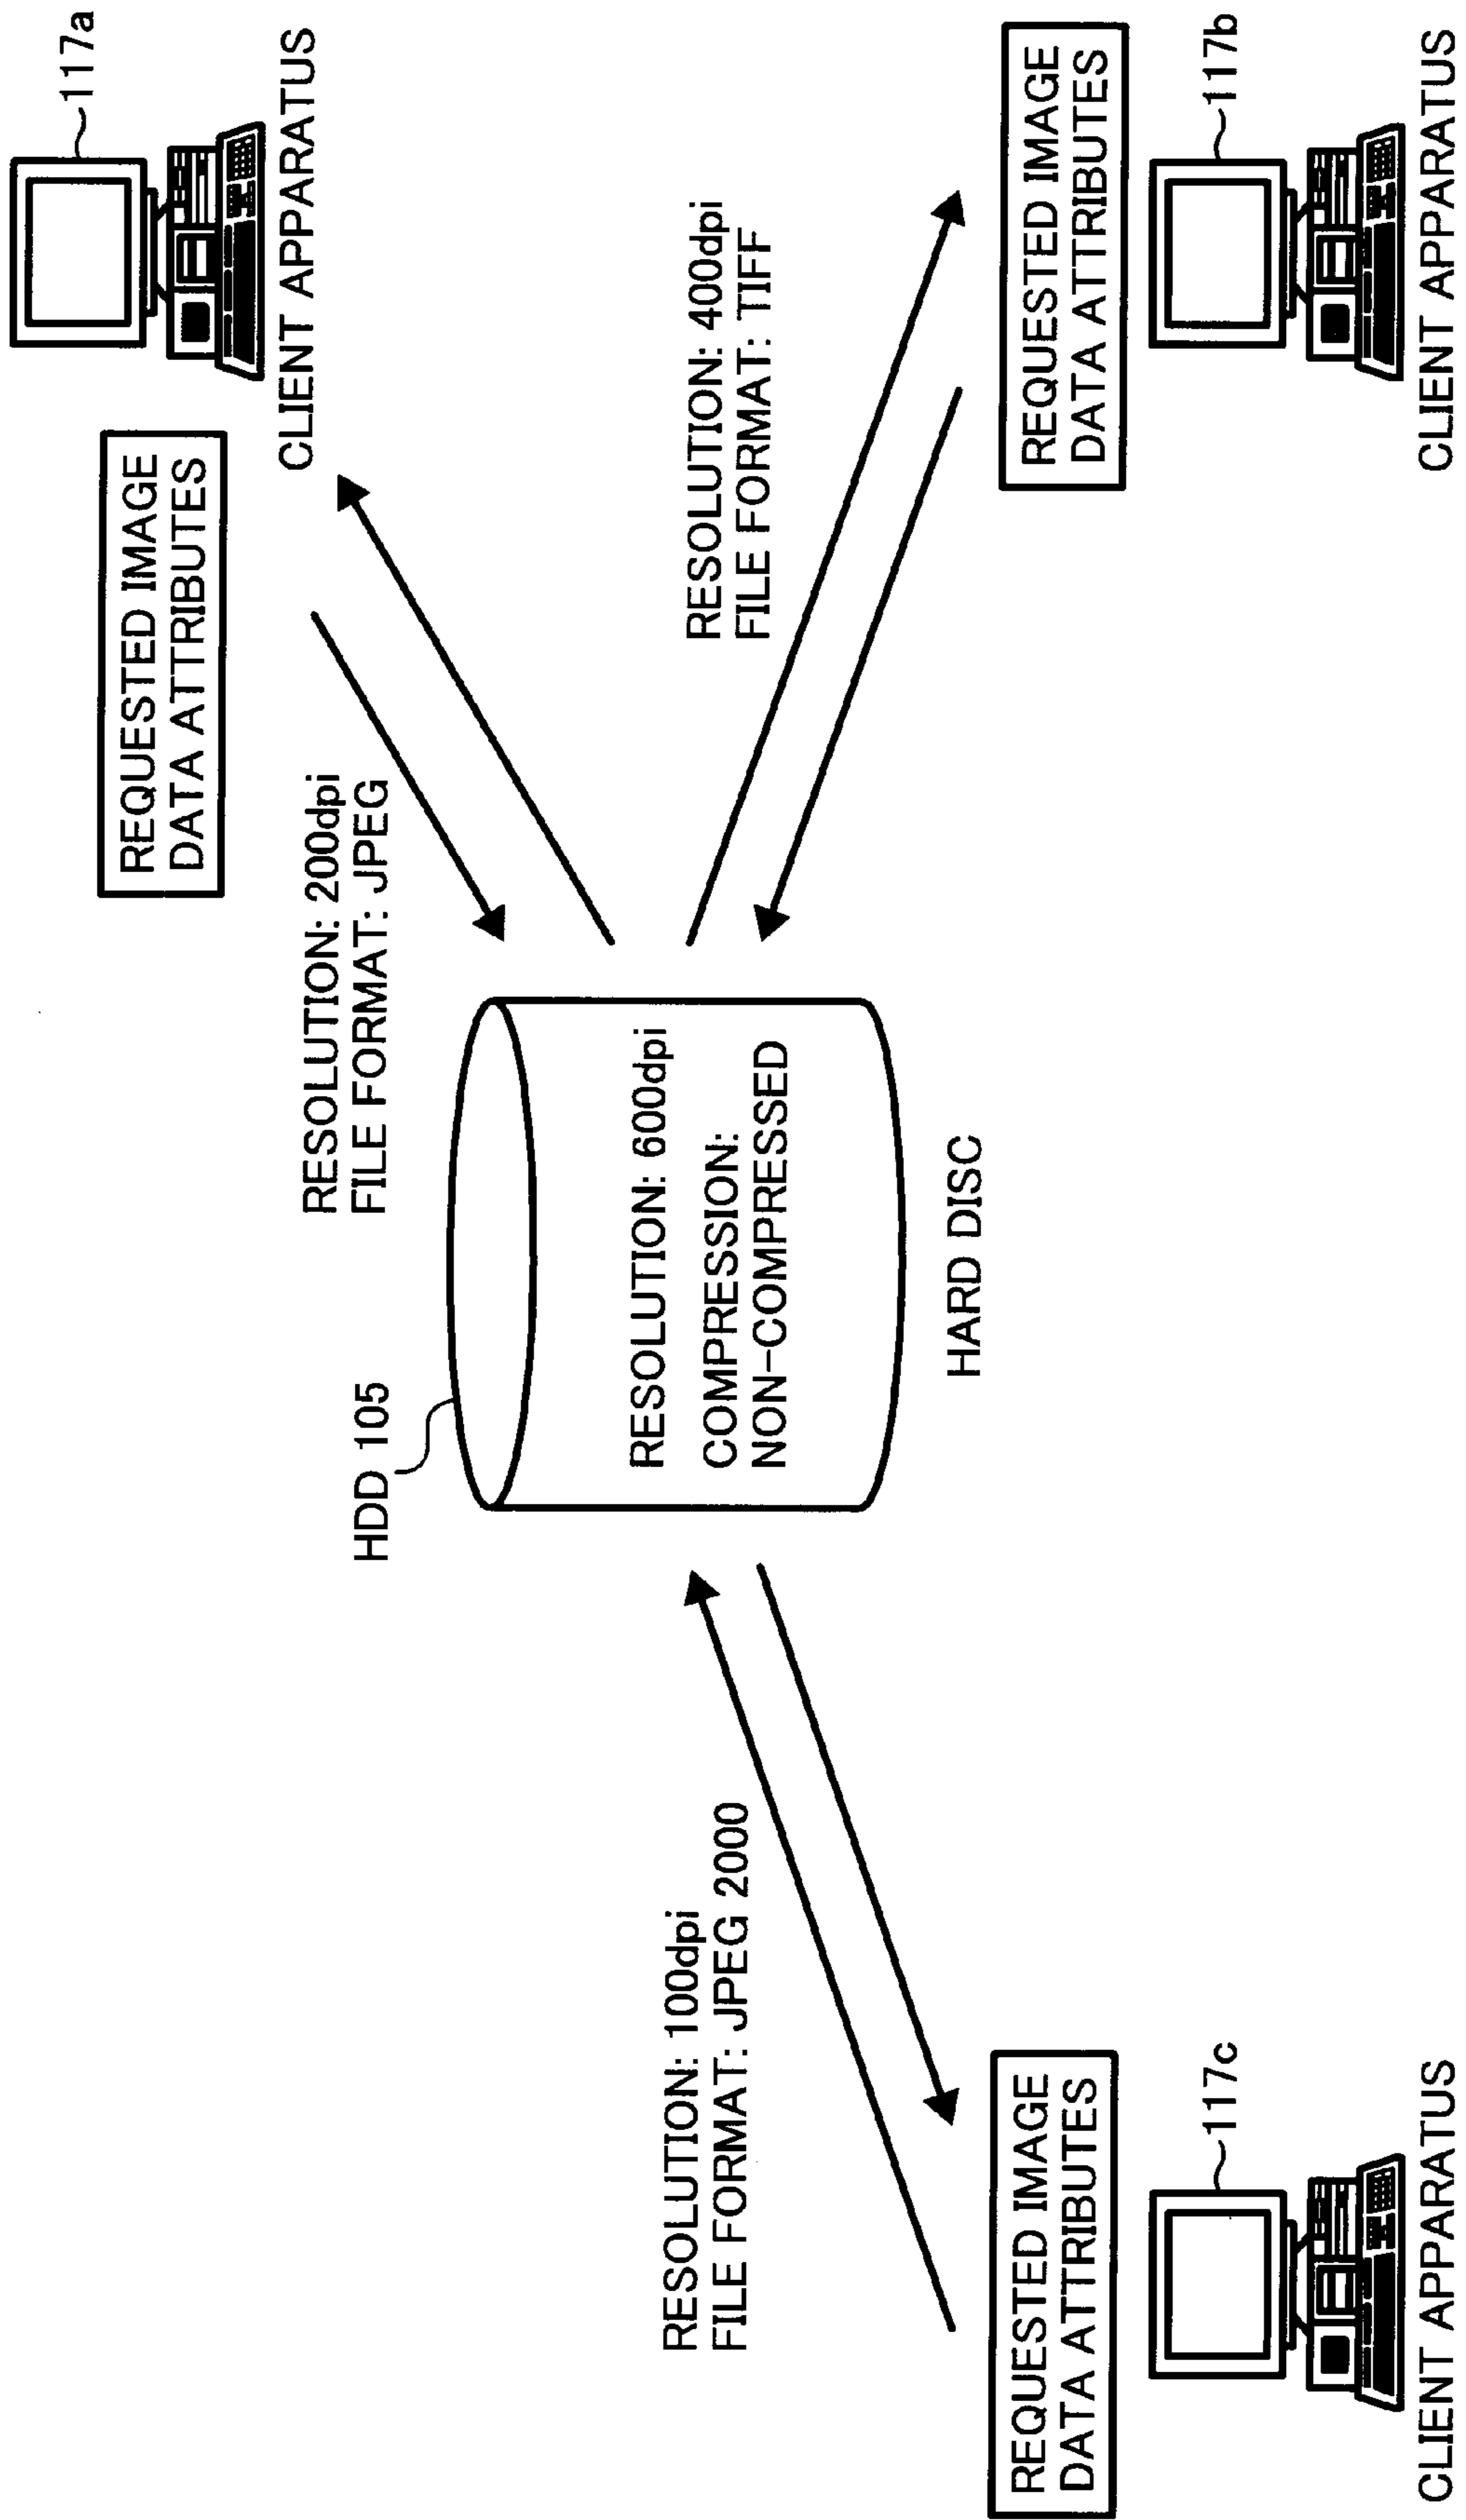 117a
CLIENT APPARATUS
REQUESTED IMAGE
DATA ATTRIBUTES
RESOLUTION: 200dpi
FILE FORMAT: JPEG
HDD 105
RESOLUTION: 600dpi
COMPRESSION:
NON-COMPRESSED
HARD DISC
RESOLUTION: 400dpi
FILE FORMAT: TIFF
REQUESTED IMAGE
DATA ATTRIBUTES
117b
CLIENT APPARATUS
RESOLUTION: 100dpi
FILE FORMAT: JPEG 2000
REQUESTED IMAGE
DATA ATTRIBUTES
117c
CLIENT APPARATUS